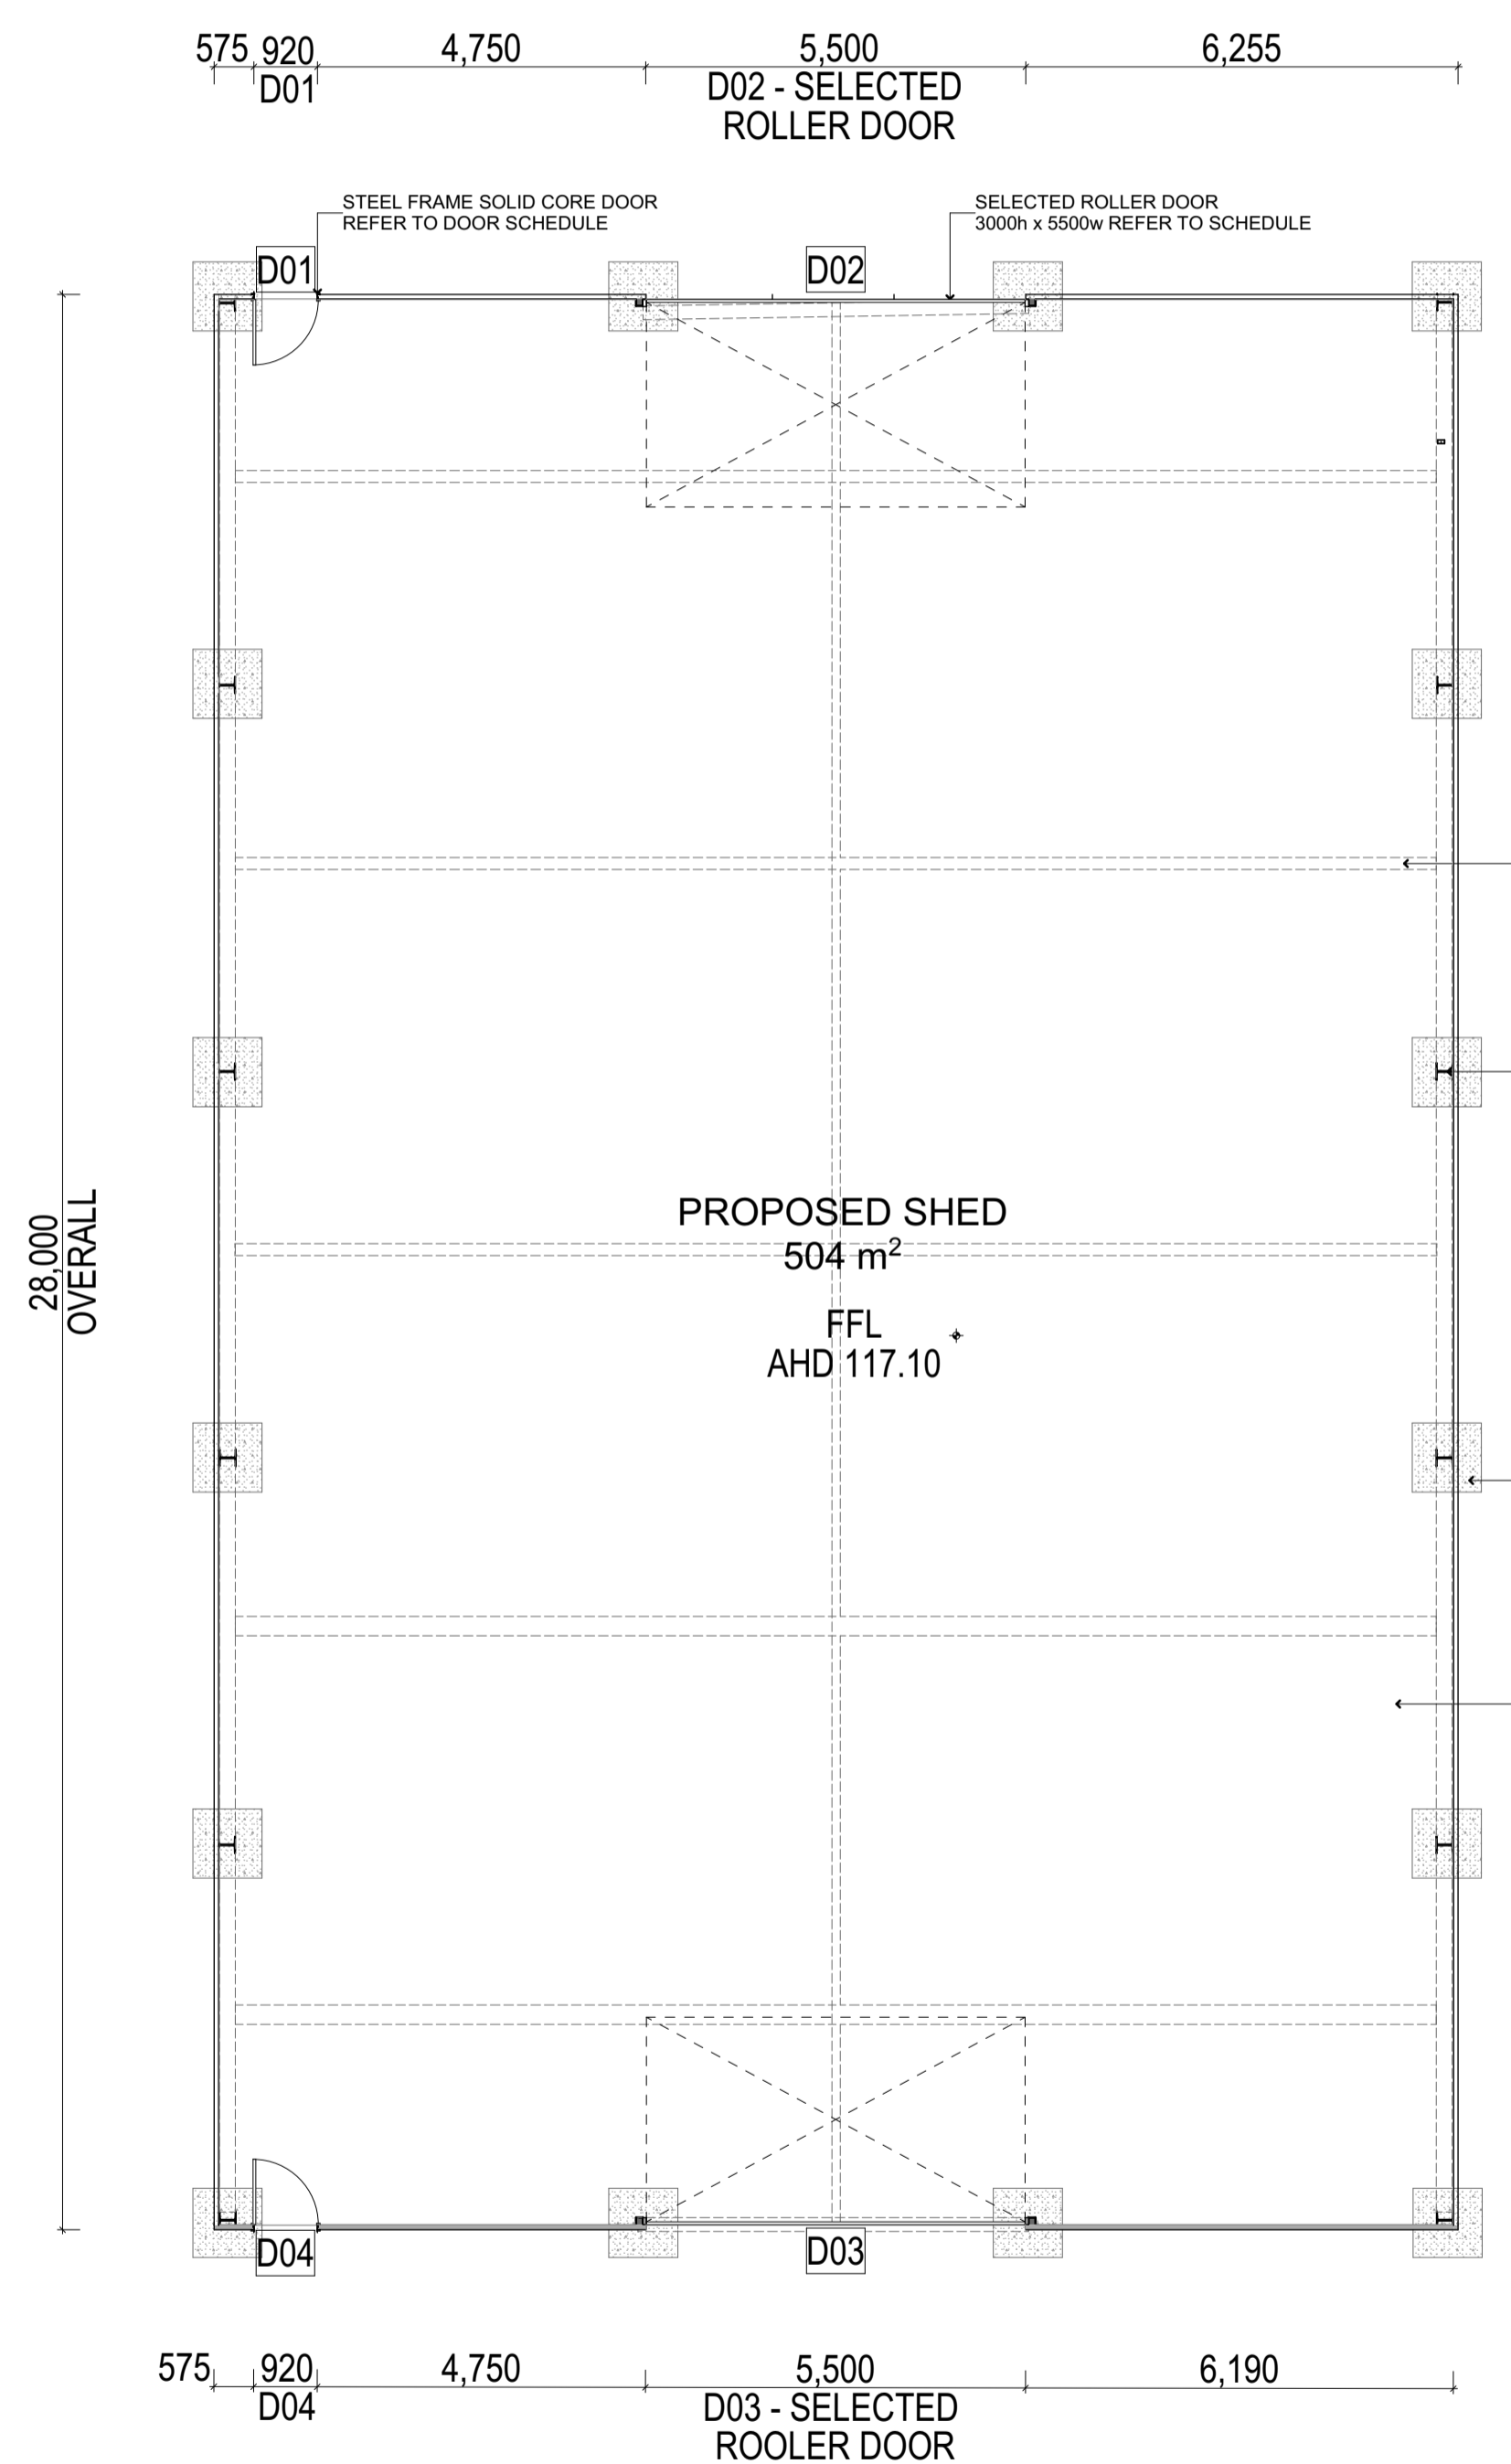 575 920 4,750 5,500 6,255
D01
D02 - SELECTED
ROLLER DOOR
STEEL FRAME SOLID CORE DOOR
REFER TO DOOR SCHEDULE
SELECTED ROLLER DOOR
3000h x 5500w REFER TO SCHEDULE
D01
D02
28,000
OVERALL
PROPOSED SHED
504 m²
FFL
AHD 117.10
D04
D03
575 920 4,750 5,500 6,190
D04
D03 - SELECTED
ROOLER DOOR